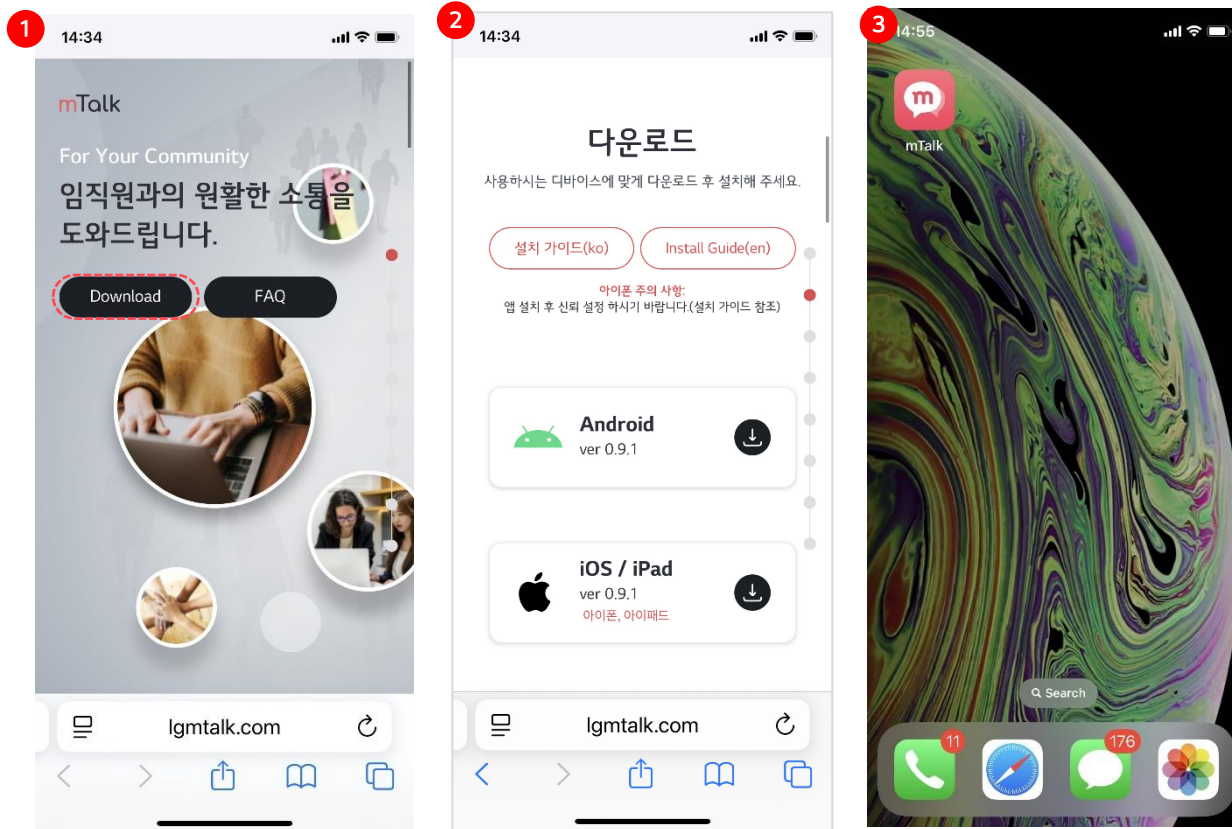 1
14:34
mTalk
For Your Community
임직원과의 원활한 소통을
도와드립니다.
Download
FAQ
lgmtalk.com
2
14:34
다운로드
사용하시는 디바이스에 맞게 다운로드 후 설치해 주세요.
설치 가이드(ko)
Install Guide(en)
아이폰 주의 사항:
앱 설치 후 신뢰 설정 하시기 바랍니다.(설치 가이드 참조)
Android
ver 0.9.1
iOS / iPad
ver 0.9.1
아이폰, 아이패드
lgmtalk.com
3
14:55
m
mTalk
Search
11
176